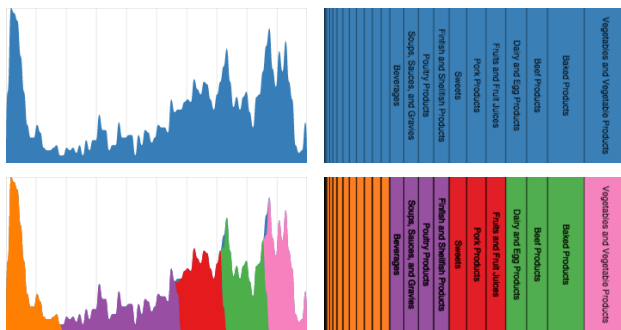 Beverages
Soups, Sauces, and Gravies
Poultry Products
Finfish and Shellfish Products
Sweets
Pork Products
Fruits and Fruit Juices
Dairy and Egg Products
Beef Products
Baked Products
Vegetables and Vegetable Products
Beverages
Soups, Sauces, and Gravies
Poultry Products
Finfish and Shellfish Products
Sweets
Pork Products
Fruits and Fruit Juices
Dairy and Egg Products
Beef Products
Baked Products
Vegetables and Vegetable Products